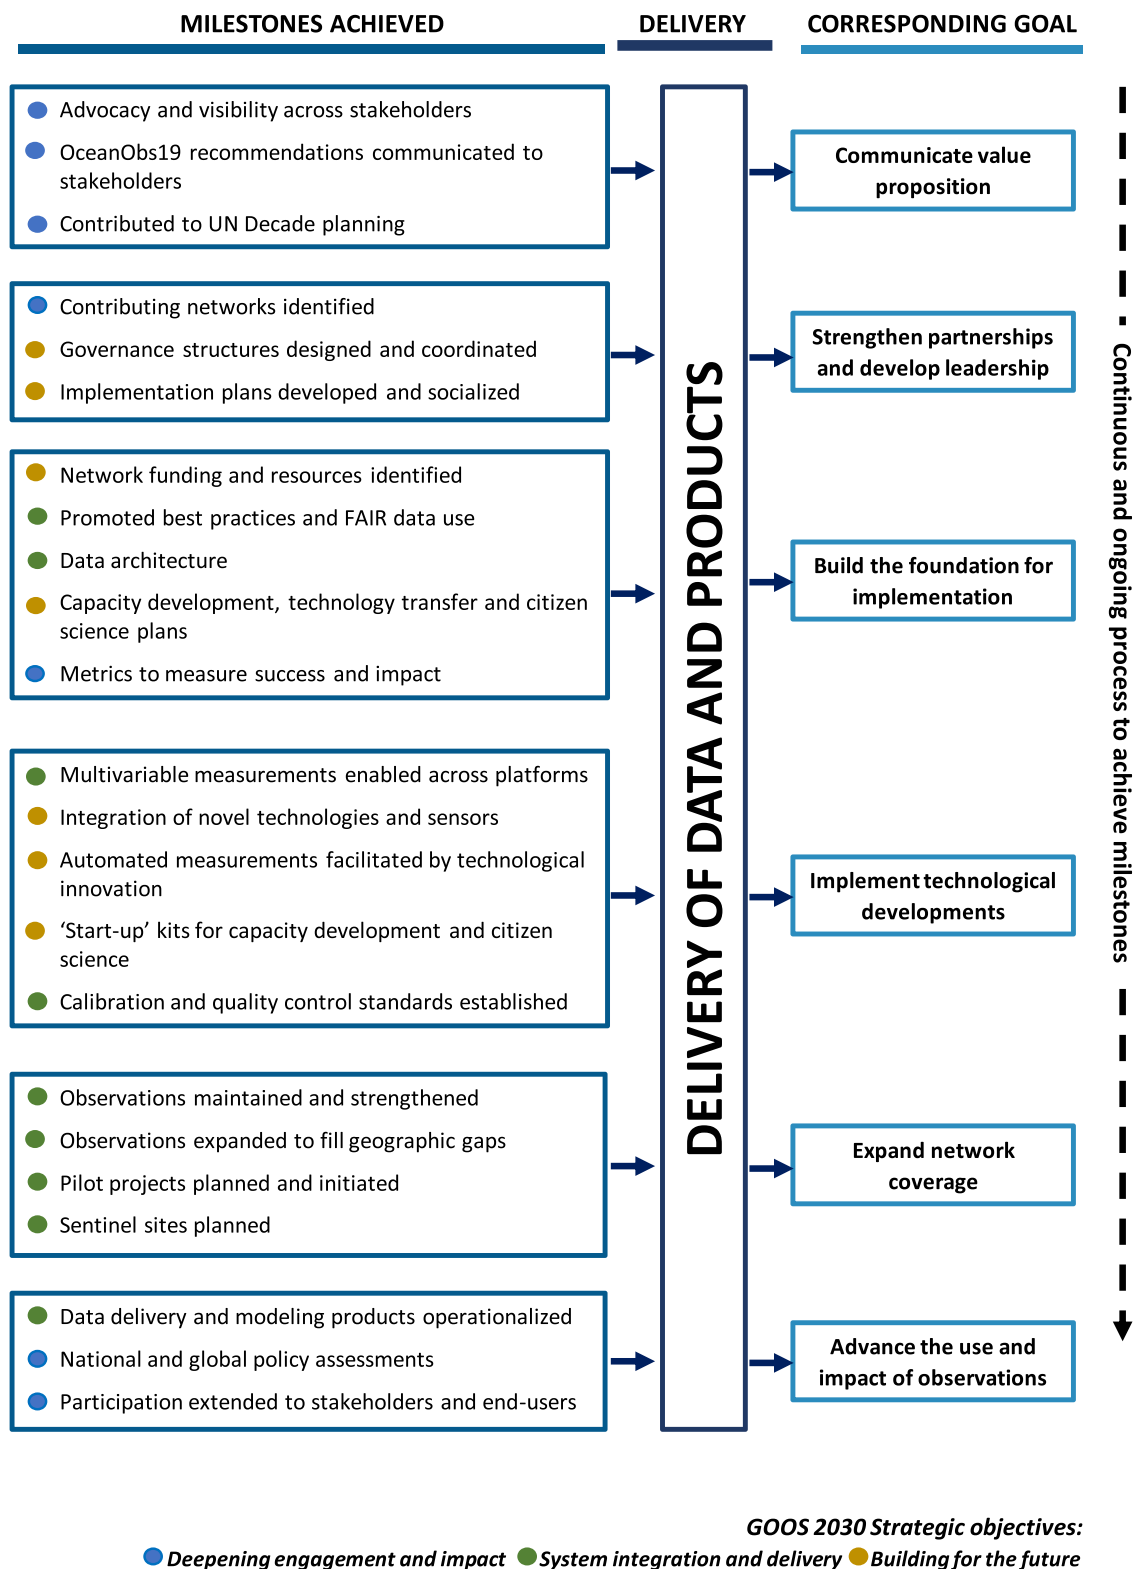 MILESTONES ACHIEVED
DELIVERY
CORRESPONDING GOAL
Advocacy and visibility across stakeholders
OceanObs19 recommendations communicated to
stakeholders
Contributed to UN Decade planning
Communicate value
proposition
Contributing networks identified
Governance structures designed and coordinated
Implementation plans developed and socialized
Strengthen partnerships
and develop leadership
Network funding and resources identified
Promoted best practices and FAIR data use
Data architecture
Capacity development, technology transfer and citizen
science plans
Metrics to measure success and impact
Build the foundation for
implementation
Multivariable measurements enabled across platforms
Integration of novel technologies and sensors
Automated measurements facilitated by technological
innovation
‘Start-up’ kits for capacity development and citizen
science
Calibration and quality control standards established
Implement technological
developments
Observations maintained and strengthened
Observations expanded to fill geographic gaps
Pilot projects planned and initiated
Sentinel sites planned
Expand network
coverage
Data delivery and modeling products operationalized
National and global policy assessments
Participation extended to stakeholders and end-users
Advance the use and
impact of observations
DELIVERY OF DATA AND PRODUCTS
Continuous and ongoing process to achieve milestones
GOOS 2030 Strategic objectives:
Deepening engagement and impact System integration and delivery Building for the future